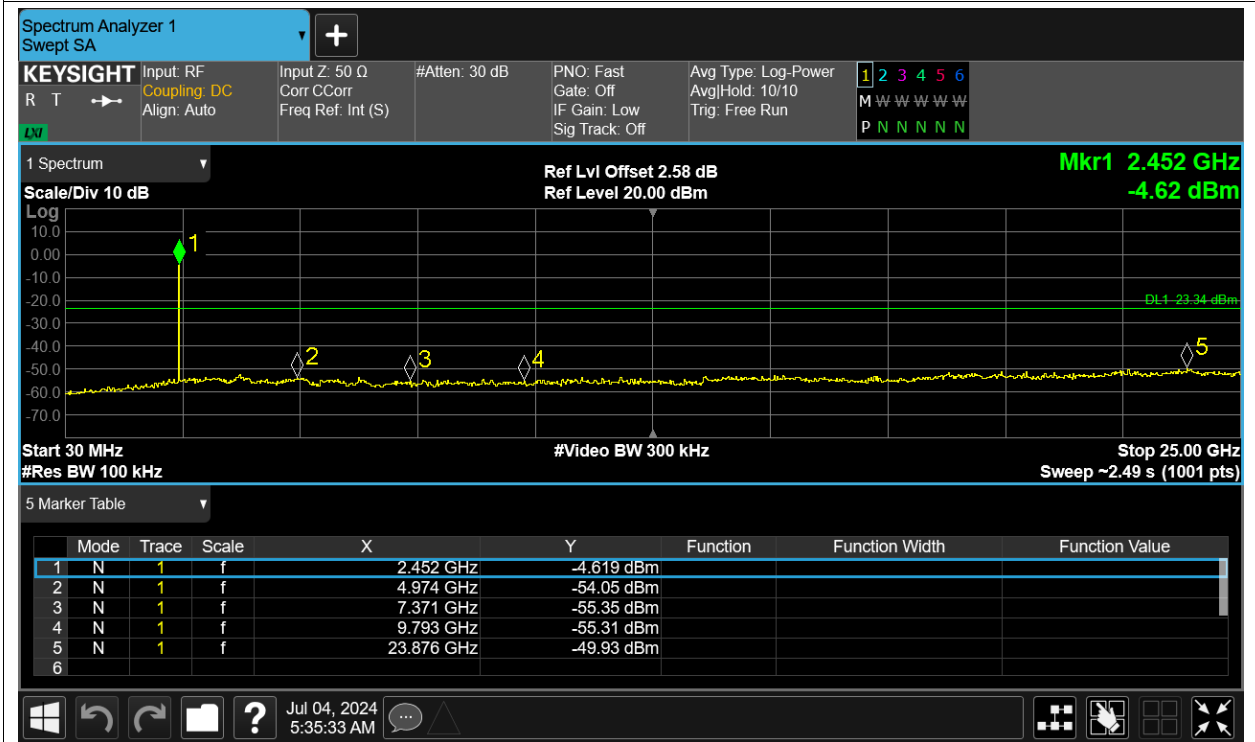 Spectrum Analyzer 1
Swept SA
KEYSIGHT
R T
LXI
Input: RF
Coupling: DC
Align: Auto
Input Z: 50 Ω
Corr CCorr
Freq Ref: Int (S)
#Atten: 30 dB
PNO: Fast
Gate: Off
IF Gain: Low
Sig Track: Off
Avg Type: Log-Power
Avg|Hold: 10/10
Trig: Free Run
1 2 3 4 5 6
M W W W W W
P N N N N N
1 Spectrum
Scale/Div 10 dB
Ref Lvl Offset 2.58 dB
Ref Level 20.00 dBm
Mkr1 2.452 GHz
-4.62 dBm
Log
10.0
0.00
-10.0
-20.0
-30.0
-40.0
-50.0
-60.0
-70.0
1
2
3
4
5
DL1 -23.34 dBm
Start 30 MHz
#Res BW 100 kHz
#Video BW 300 kHz
Stop 25.00 GHz
Sweep ~2.49 s (1001 pts)
5 Marker Table
Mode Trace Scale X Y Function Function Width Function Value
1 N 1 f 2.452 GHz -4.619 dBm
2 N 1 f 4.974 GHz -54.05 dBm
3 N 1 f 7.371 GHz -55.35 dBm
4 N 1 f 9.793 GHz -55.31 dBm
5 N 1 f 23.876 GHz -49.93 dBm
6
?
Jul 04, 2024
5:35:33 AM